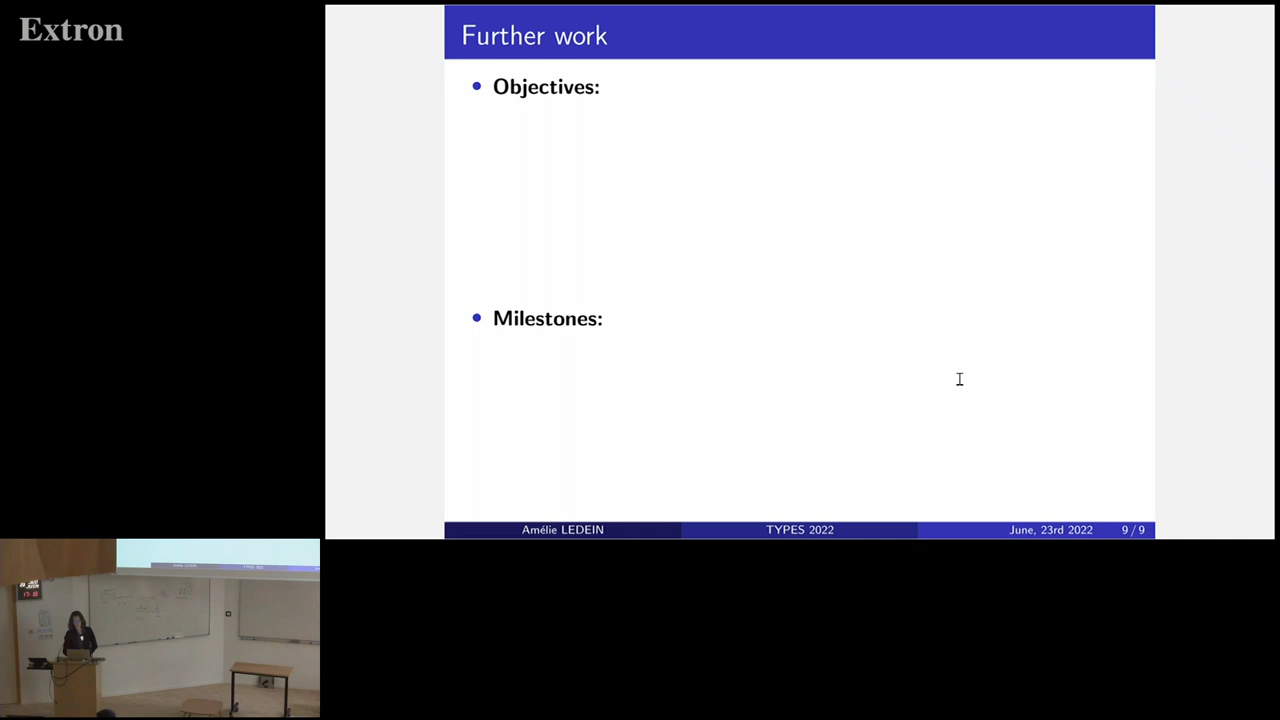 Extron
Further work
• Objectives:
• Milestones:
Amélie LEDEIN TYPES 2022 June, 23rd 2022 9 / 9